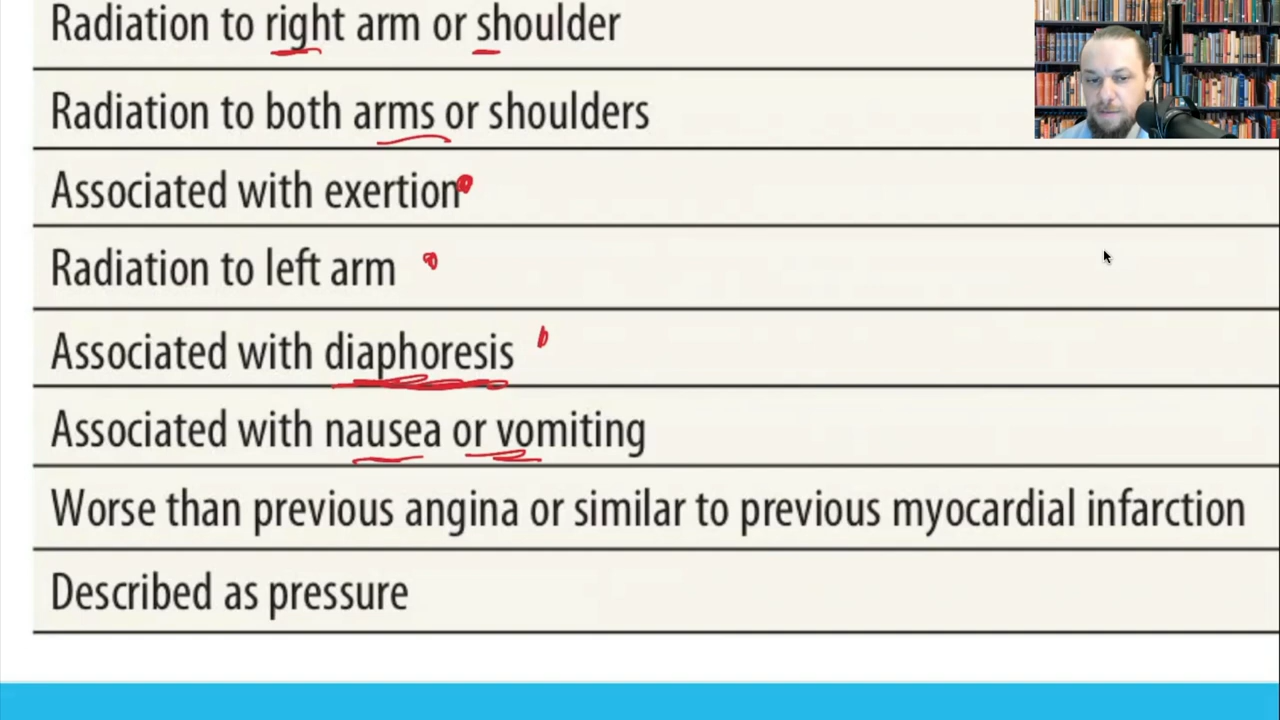 Radiation to right arm or shoulder
Radiation to both arms or shoulders
Associated with exertion
Radiation to left arm
Associated with diaphoresis
Associated with nausea or vomiting
Worse than previous angina or similar to previous myocardial infarction
Described as pressure